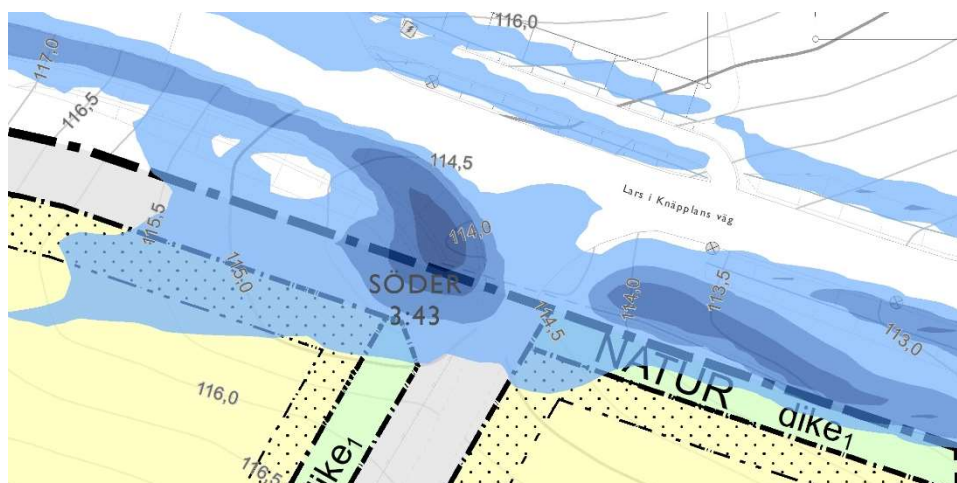 116,0
117,0
116,5
114,5
Lars i Knäpplans väg
115,5
114,0
115,0
SÖDER
3:43
114,0
113,5
114,5
113,0
NATUR
dike1
116,0
dike1
116,5